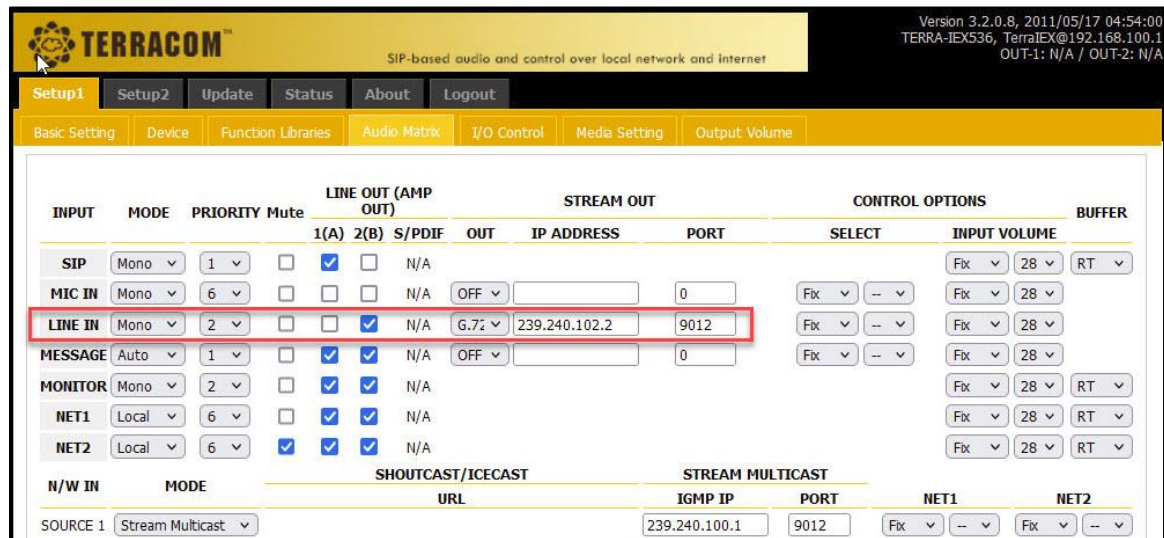 TERRACOM™
SIP-based audio and control over local network and internet
Version 3.2.0.8, 2011/05/17 04:54:00
TERRA-IEX536, TerraIEX@192.168.100.1
OUT-1: N/A / OUT-2: N/A
Setup1 Setup2 Update Status About Logout
Basic Setting Device Function Libraries Audio Matrix I/O Control Media Setting Output Volume
INPUT MODE PRIORITY Mute LINE OUT (AMP OUT) STREAM OUT CONTROL OPTIONS BUFFER
1(A) 2(B) S/PDIF OUT IP ADDRESS PORT SELECT INPUT VOLUME
SIP Mono 1 N/A Fix 28 RT
MIC IN Mono 6 N/A OFF 0 Fix -- Fix 28
LINE IN Mono 2 N/A G.72 239.240.102.2 9012 Fix -- Fix 28
MESSAGE Auto 1 N/A OFF 0 Fix -- Fix 28
MONITOR Mono 2 N/A Fix 28 RT
NET1 Local 6 N/A Fix 28 RT
NET2 Local 6 N/A Fix 28 RT
N/W IN MODE SHOUTCAST/ICECAST STREAM MULTICAST
URL IGMP IP PORT NET1 NET2
SOURCE 1 Stream Multicast 239.240.100.1 9012 Fix -- Fix --